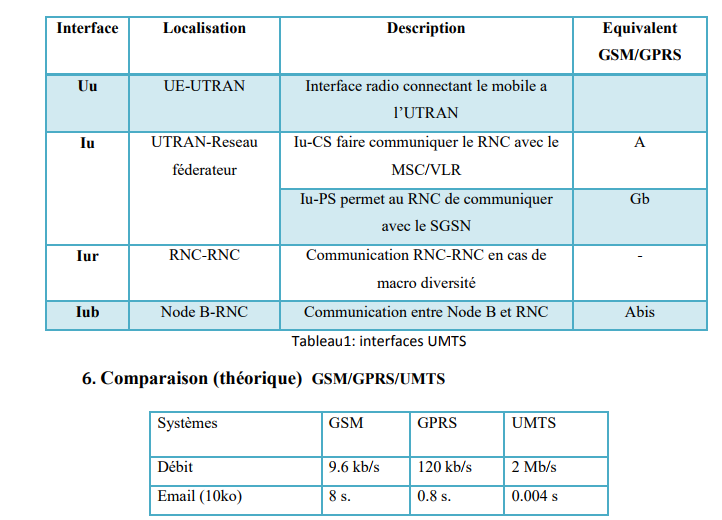 Interface Localisation Description Equivalent
GSM/GPRS
Uu UE-UTRAN Interface radio connectant le mobile a
l’UTRAN
Iu UTRAN-Reseau Iu-CS faire communiquer le RNC avec le A
féderateur MSC/VLR
Iu-PS permet au RNC de communiquer Gb
avec le SGSN
Iur RNC-RNC Communication RNC-RNC en cas de -
macro diversité
Iub Node B-RNC Communication entre Node B et RNC Abis
Tableau1: interfaces UMTS
6. Comparaison (théorique) GSM/GPRS/UMTS
Systèmes GSM GPRS UMTS
Débit 9.6 kb/s 120 kb/s 2 Mb/s
Email (10ko) 8 s. 0.8 s. 0.004 s